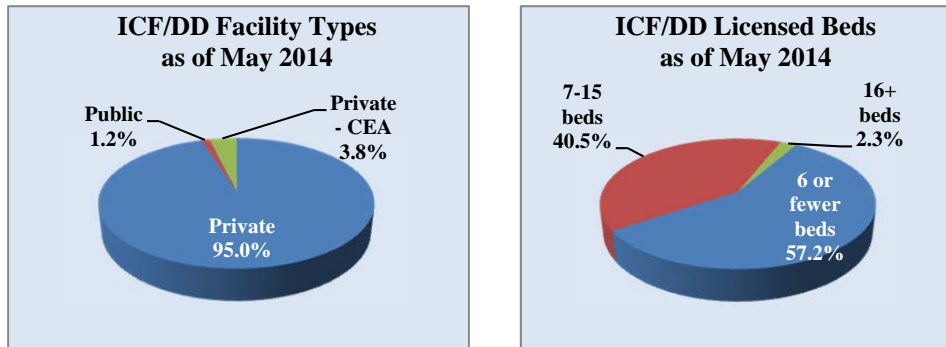 ICF/DD Facility Types
as of May 2014
Public
1.2%
Private
- CEA
3.8%
Private
95.0%
ICF/DD Licensed Beds
as of May 2014
7-15
beds
40.5%
16+
beds
2.3%
6 or
fewer
beds
57.2%